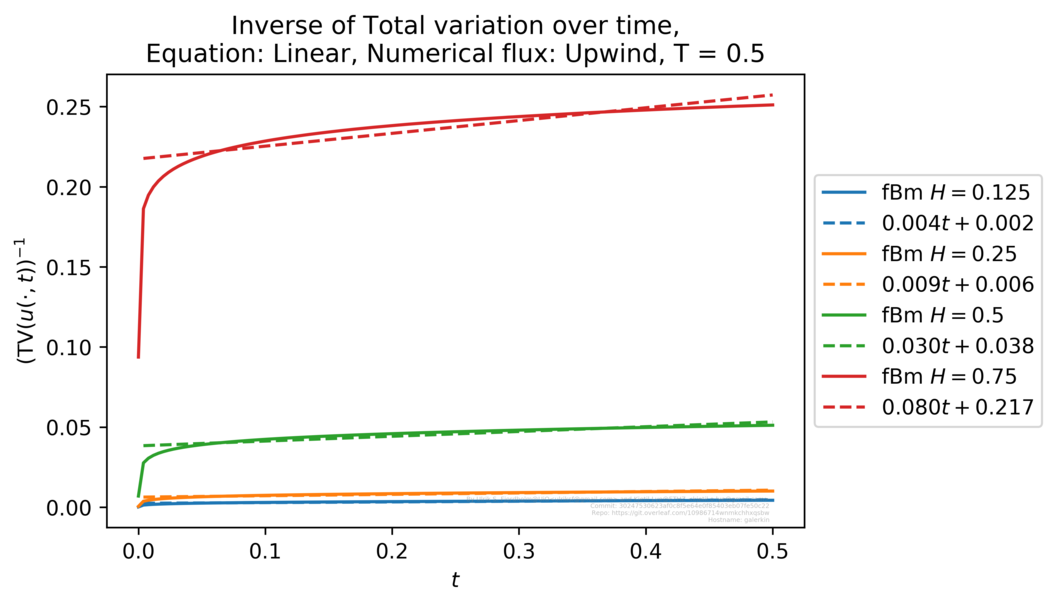 Inverse of Total variation over time,
Equation: Linear, Numerical flux: Upwind, T = 0.5
(TV(u(·, t))⁻¹
0.25
0.20
0.15
0.10
0.05
0.00
0.0
0.1
0.2
0.3
0.4
0.5
t
fBm H = 0.125
0.004t + 0.002
fBm H = 0.25
0.009t + 0.006
fBm H = 0.5
0.030t + 0.038
fBm H = 0.75
0.080t + 0.217
Commit:
Repo:
Hostname: galerkin